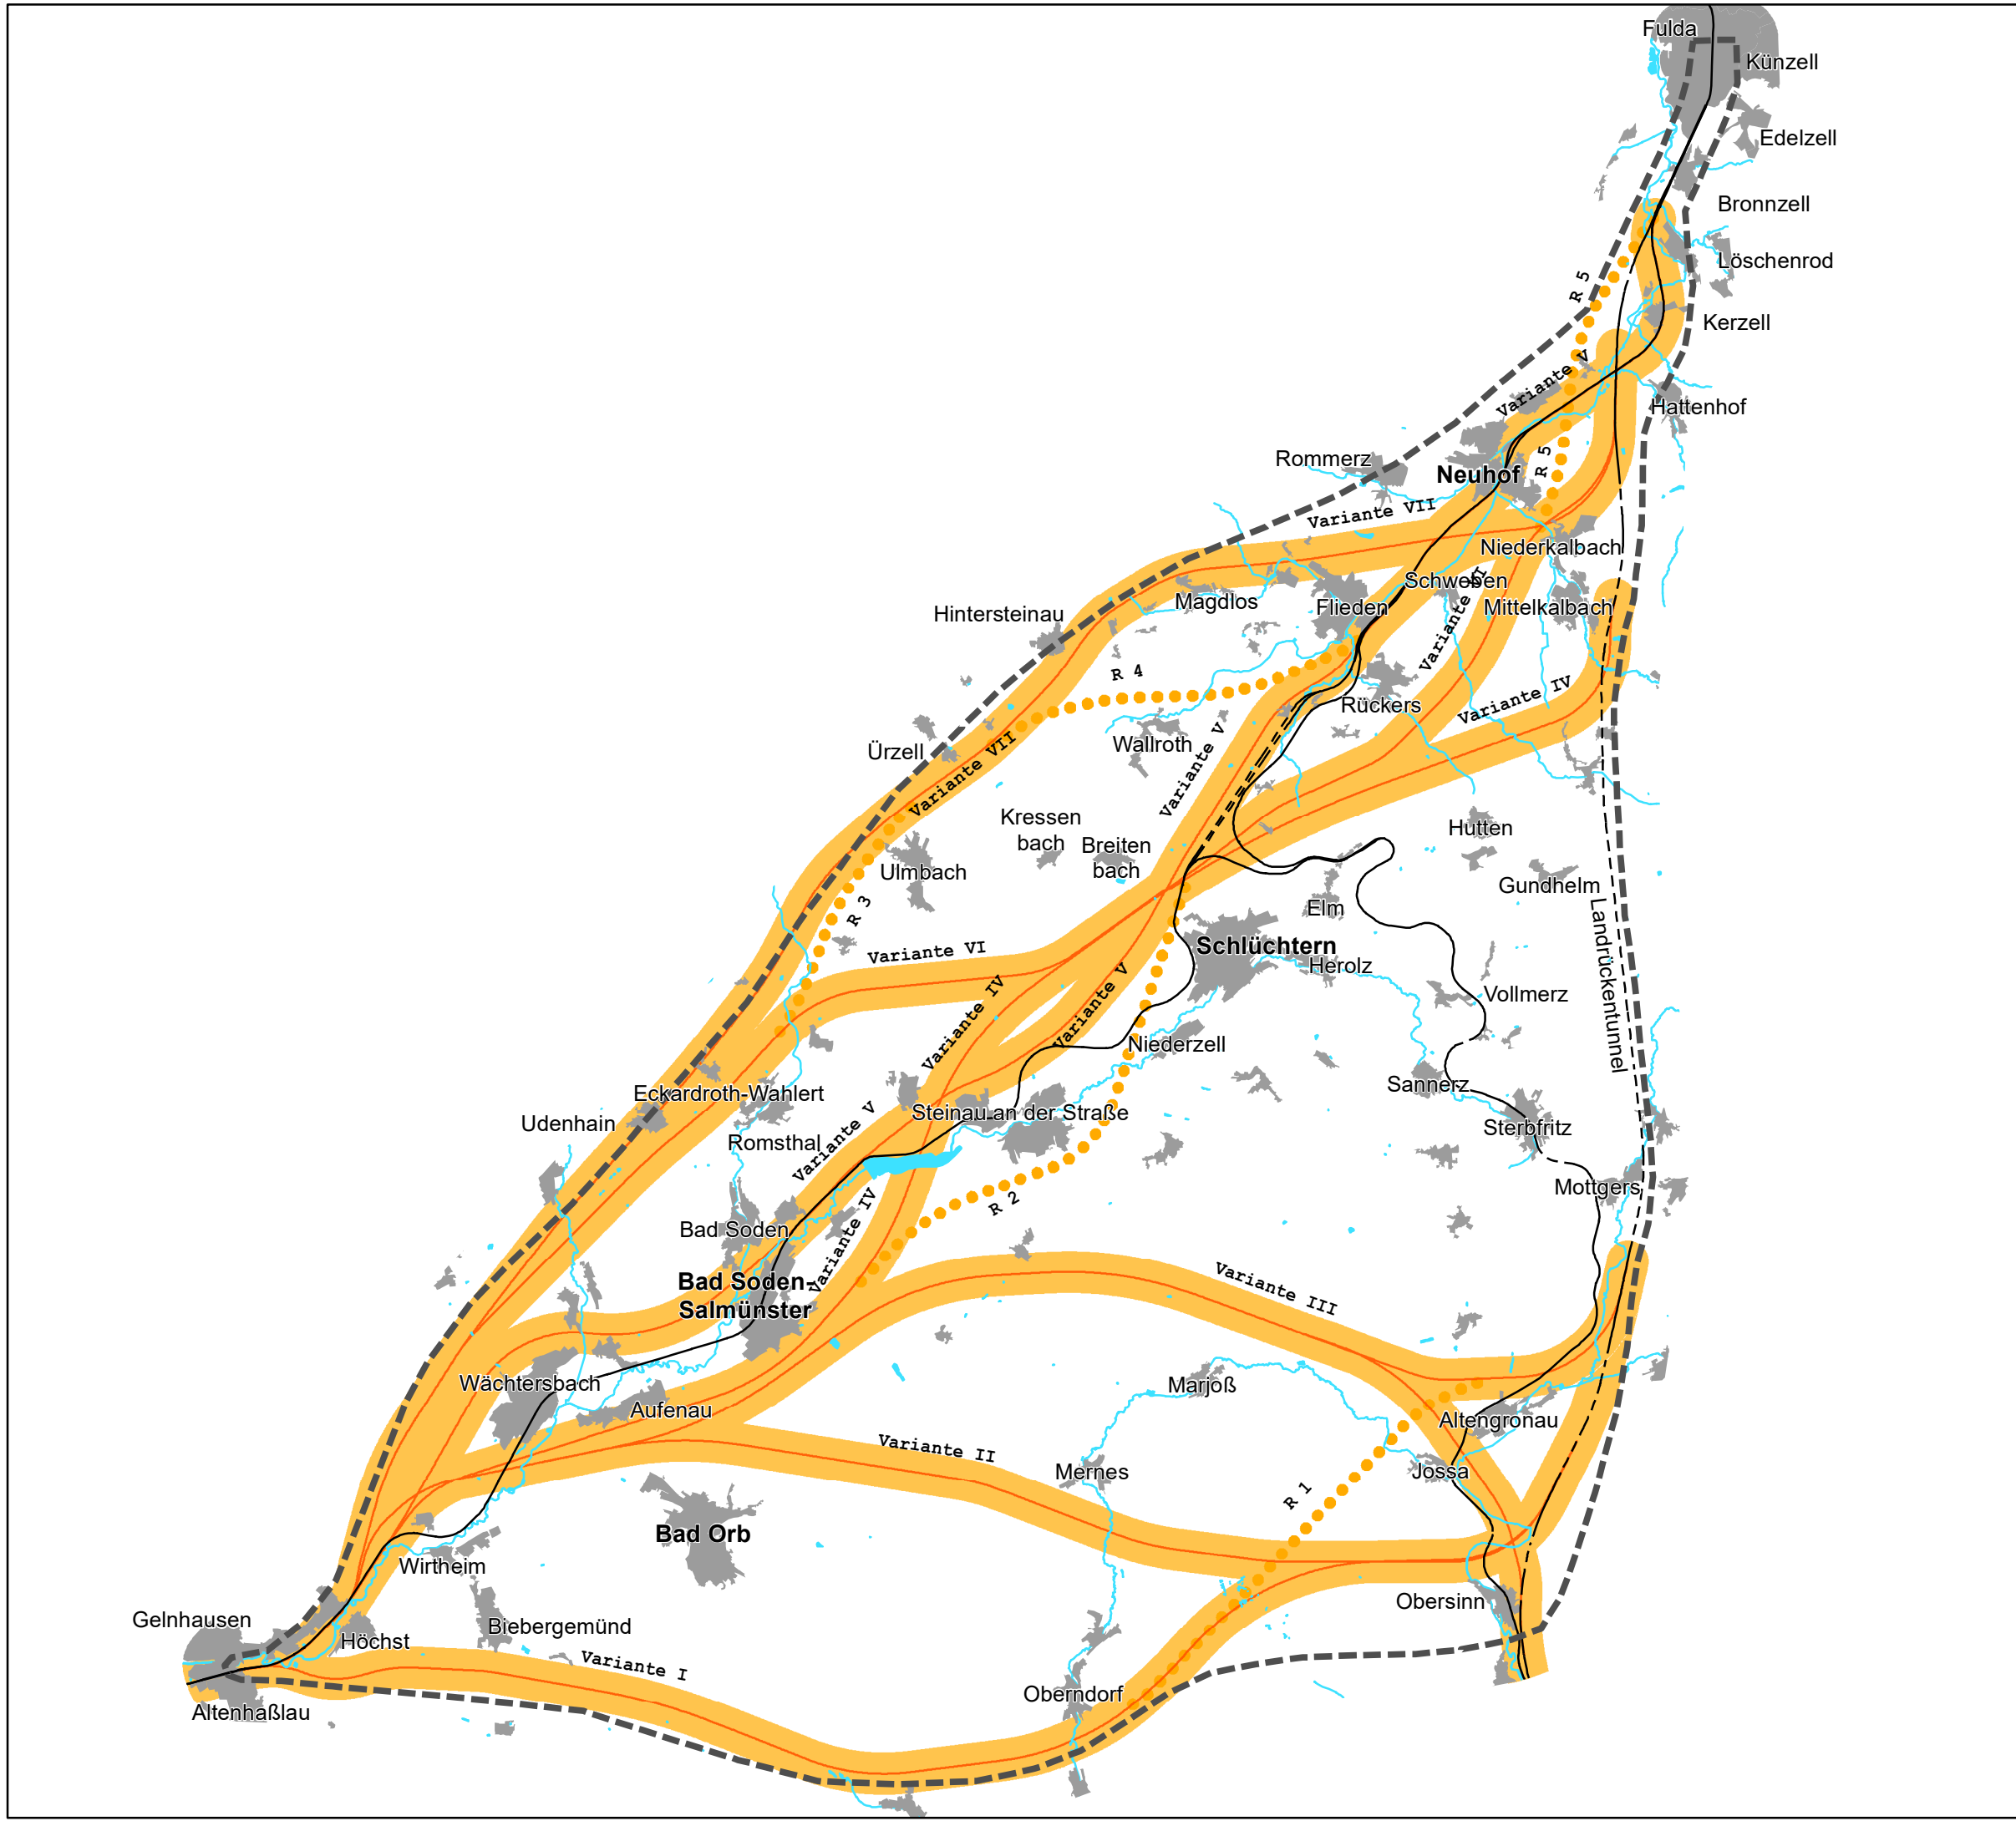 Fulda
Künzell
Edelzell
Bronnzell
Löschenrod
R 5
Kerzell
Variante V
Hattenhof
Rommerz
Neuhof
R 5
Variante VII
Niederkalbach
Schweben
Magdlos
Flieden
Mittelkalbach
Hintersteinau
Variante VI
R 4
Variante IV
Rückers
Ürzell
Wallroth
Variante VII
Variante V
Kressen
bach
Breiten
bach
Hutten
Ulmbach
Gundhelm
R 3
Elm
Landrückentunnel
Schlüchtern
Variante VI
Herolz
Vollmerz
Variante IV
Variante V
Niederzell
Sannerz
Eckardroth-Wahlert
Steinau an der Straße
Udenhain
Sterbfritz
Romsthal
Variante V
Mottgers
R 2
Bad Soden
Variante IV
Bad Soden-
Salmünster
Variante III
Wächtersbach
Marjoß
Aufenau
Altengronau
Variante II
Mernes
Jossa
R 1
Bad Orb
Wirtheim
Obersinn
Gelnhausen
Biebergemünd
Höchst
Variante I
Oberndorf
Altenhaßlau